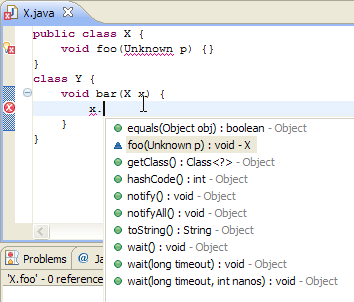 X.java
public class X {
void foo(Unknown p) {}
}
class Y {
void bar(X x) {
x.
}
}
equals(Object obj) : boolean - Object
foo(Unknown p) : void - X
getClass() : Class<?> - Object
hashCode() : int - Object
notify() : void - Object
notifyAll() : void - Object
toString() : String - Object
wait() : void - Object
wait(long timeout) : void - Object
wait(long timeout, int nanos) : void - Object
Problems @ Ja
'X.foo' - 0 reference